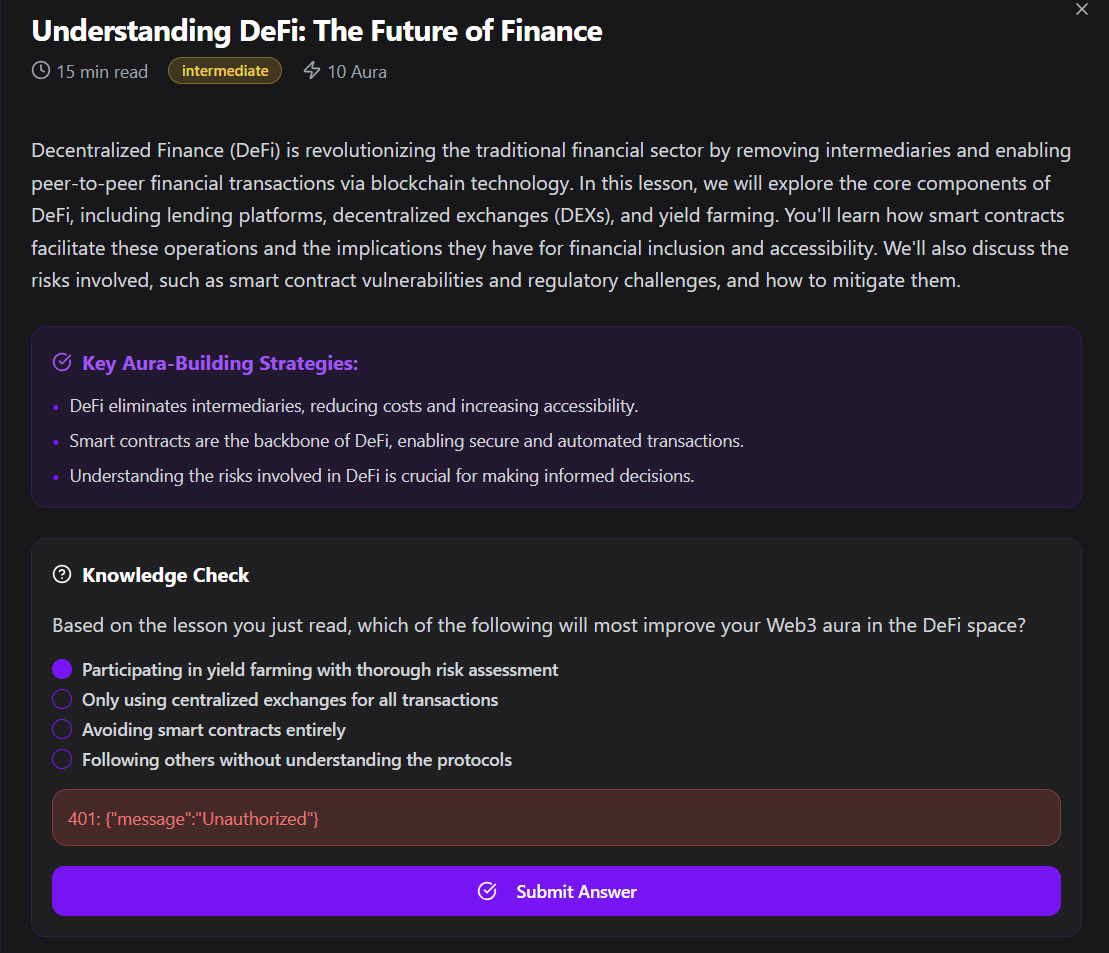 Understanding DeFi: The Future of Finance
15 min read intermediate 10 Aura
Decentralized Finance (DeFi) is revolutionizing the traditional financial sector by removing intermediaries and enabling
peer-to-peer financial transactions via blockchain technology. In this lesson, we will explore the core components of
DeFi, including lending platforms, decentralized exchanges (DEXs), and yield farming. You'll learn how smart contracts
facilitate these operations and the implications they have for financial inclusion and accessibility. We'll also discuss the
risks involved, such as smart contract vulnerabilities and regulatory challenges, and how to mitigate them.
Key Aura-Building Strategies:
• DeFi eliminates intermediaries, reducing costs and increasing accessibility.
• Smart contracts are the backbone of DeFi, enabling secure and automated transactions.
• Understanding the risks involved in DeFi is crucial for making informed decisions.
Knowledge Check
Based on the lesson you just read, which of the following will most improve your Web3 aura in the DeFi space?
Participating in yield farming with thorough risk assessment
Only using centralized exchanges for all transactions
Avoiding smart contracts entirely
Following others without understanding the protocols
401: {"message":"Unauthorized"}
Submit Answer